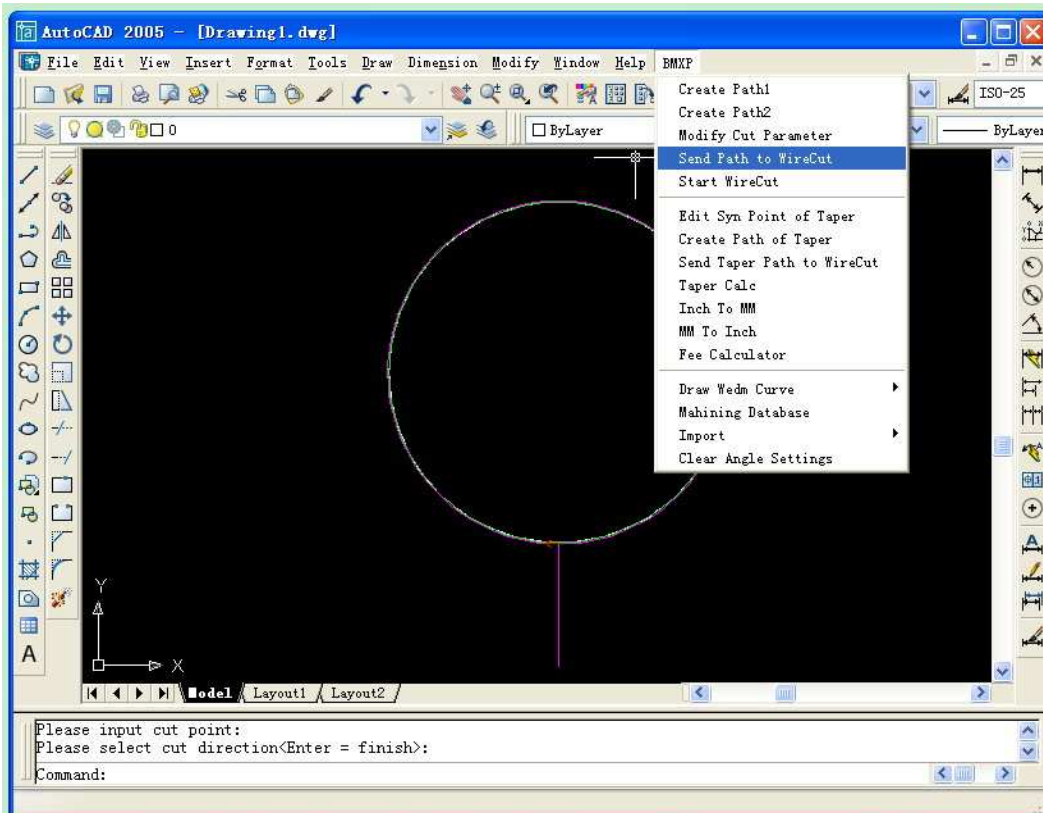 AutoCAD 2005 - [Drawing1.dwg]
File Edit View Insert Format Tools Draw Dimension Modify Window Help BMXP
ISO-25
0
ByLayer
ByLayer
Create Path1
Create Path2
Modify Cut Parameter
Send Path to WireCut
Start WireCut
Edit Syn Point of Taper
Create Path of Taper
Send Taper Path to WireCut
Taper Calc
Inch To MM
MM To Inch
Fee Calculator
Draw Wedm Curve
Mahining Database
Import
Clear Angle Settings
A
Y
X
Model Layout1 Layout2
Please input cut point:
Please select cut direction<Enter = finish>:
Command: